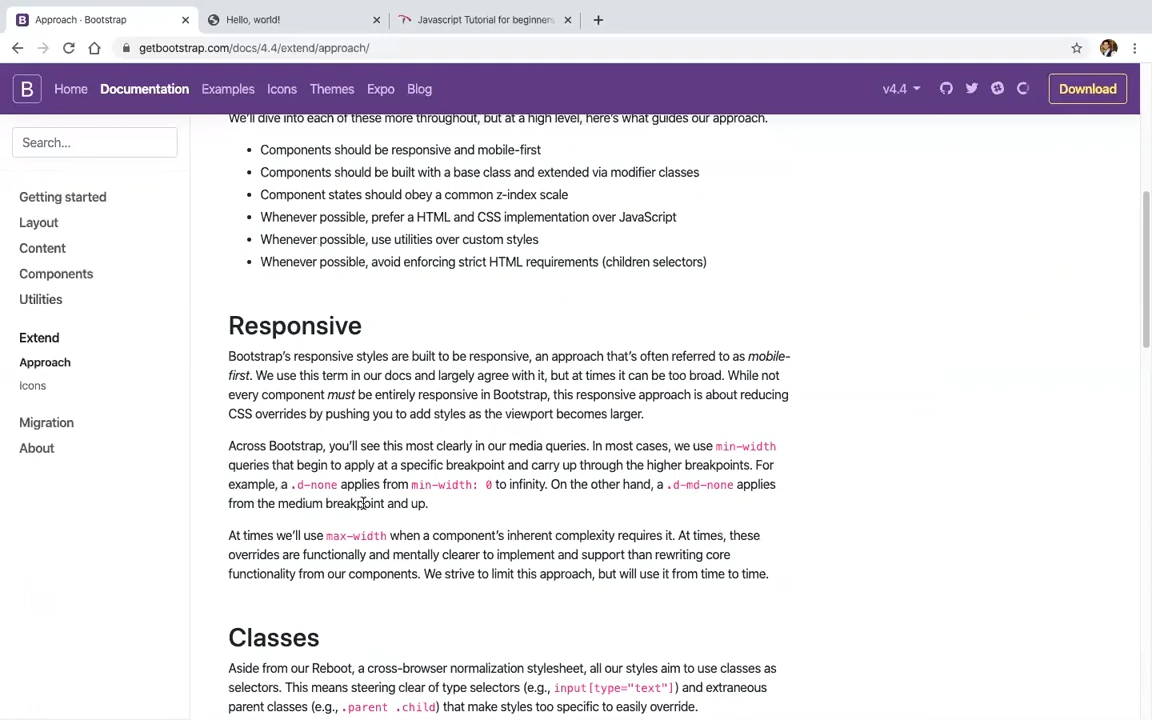 Approach · Bootstrap
Hello, world!
Javascript Tutorial for beginners
getbootstrap.com/docs/4.4/extend/approach/
B Home Documentation Examples Icons Themes Expo Blog v4.4 Download
Search...
Getting started
Layout
Content
Components
Utilities
Extend
Approach
Icons
Migration
About
We'll dive into each of these more throughout, but at a high level, here's what guides our approach.
• Components should be responsive and mobile-first
• Components should be built with a base class and extended via modifier classes
• Component states should obey a common z-index scale
• Whenever possible, prefer a HTML and CSS implementation over JavaScript
• Whenever possible, use utilities over custom styles
• Whenever possible, avoid enforcing strict HTML requirements (children selectors)
Responsive
Bootstrap's responsive styles are built to be responsive, an approach that's often referred to as mobile-
first. We use this term in our docs and largely agree with it, but at times it can be too broad. While not
every component must be entirely responsive in Bootstrap, this responsive approach is about reducing
CSS overrides by pushing you to add styles as the viewport becomes larger.
Across Bootstrap, you'll see this most clearly in our media queries. In most cases, we use min-width
queries that begin to apply at a specific breakpoint and carry up through the higher breakpoints. For
example, a .d-none applies from min-width: 0 to infinity. On the other hand, a .d-md-none applies
from the medium breakpoint and up.
At times we'll use max-width when a component's inherent complexity requires it. At times, these
overrides are functionally and mentally clearer to implement and support than rewriting core
functionality from our components. We strive to limit this approach, but will use it from time to time.
Classes
Aside from our Reboot, a cross-browser normalization stylesheet, all our styles aim to use classes as
selectors. This means steering clear of type selectors (e.g., input[type="text"]) and extraneous
parent classes (e.g., .parent .child) that make styles too specific to easily override.